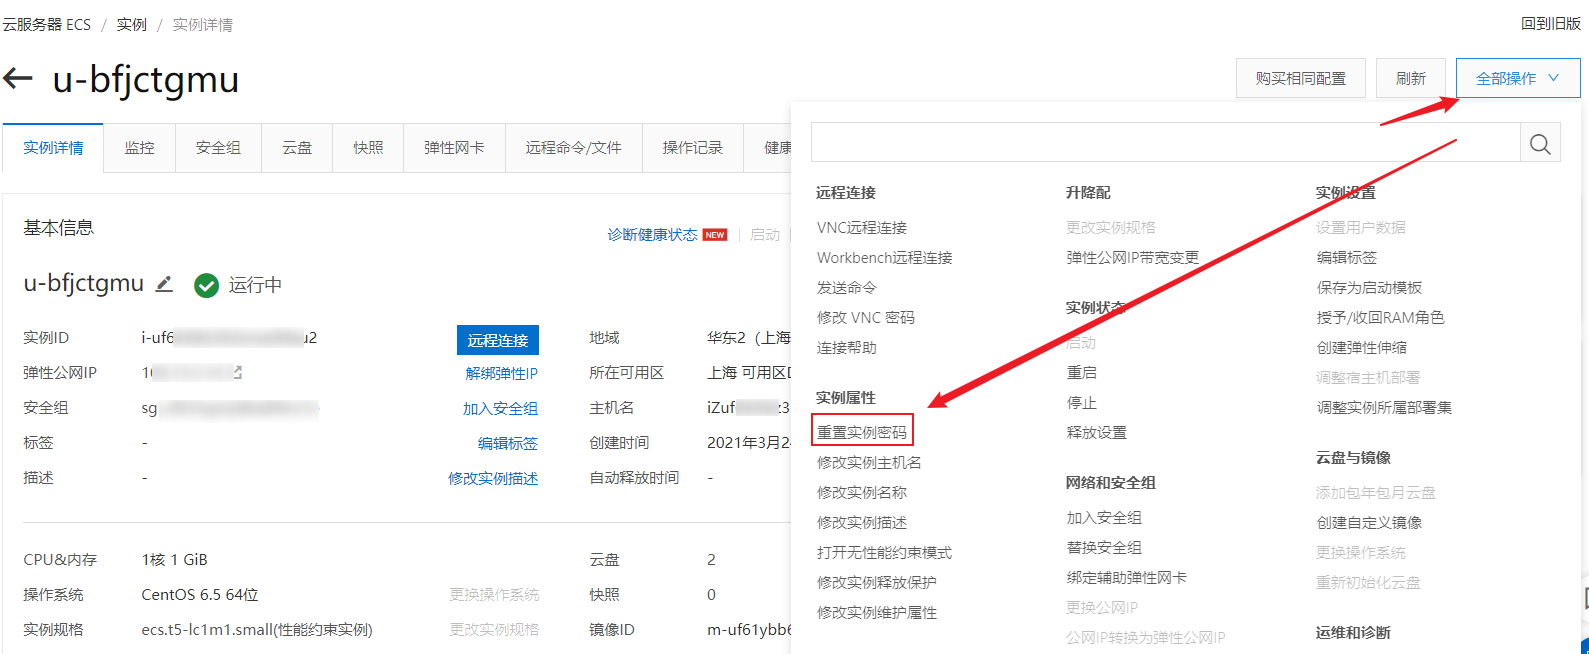 云服务器 ECS / 实例 / 实例详情
回到旧版
u-bfjctgmu
购买相同配置
刷新
全部操作
实例详情
监控
安全组
云盘
快照
弹性网卡
远程命令/文件
操作记录
健康
基本信息
诊断健康状态 NEW
启动
u-bfjctgmu
运行中
实例ID
i-uf6
u2
远程连接
地域
华东2（上海
弹性公网IP
解绑弹性IP
所在可用区
上海 可用区
安全组
sg
加入安全组
主机名
iZuf
z3
标签
-
编辑标签
创建时间
2021年3月24
描述
-
修改实例描述
自动释放时间
-
CPU&内存
1核 1 GiB
云盘
2
操作系统
CentOS 6.5 64位
更换操作系统
快照
0
实例规格
ecs.t5-lc1m1.small(性能约束实例)
更改实例规格
镜像ID
m-uf61ybb6
远程连接
VNC远程连接
Workbench远程连接
发送命令
修改 VNC 密码
连接帮助
实例属性
重置实例密码
修改实例主机名
修改实例名称
修改实例描述
打开无性能约束模式
修改实例释放保护
修改实例维护属性
升降配
更改实例规格
弹性公网IP带宽变更
实例状态
启动
重启
停止
释放设置
网络和安全组
加入安全组
替换安全组
绑定辅助弹性网卡
更换公网IP
公网IP转换为弹性公网IP
实例设置
设置用户数据
编辑标签
保存为启动模板
授予/收回RAM角色
创建弹性伸缩
调整宿主机部署
调整实例所属部署集
云盘与镜像
添加包年包月云盘
创建自定义镜像
更换操作系统
重新初始化云盘
运维和诊断